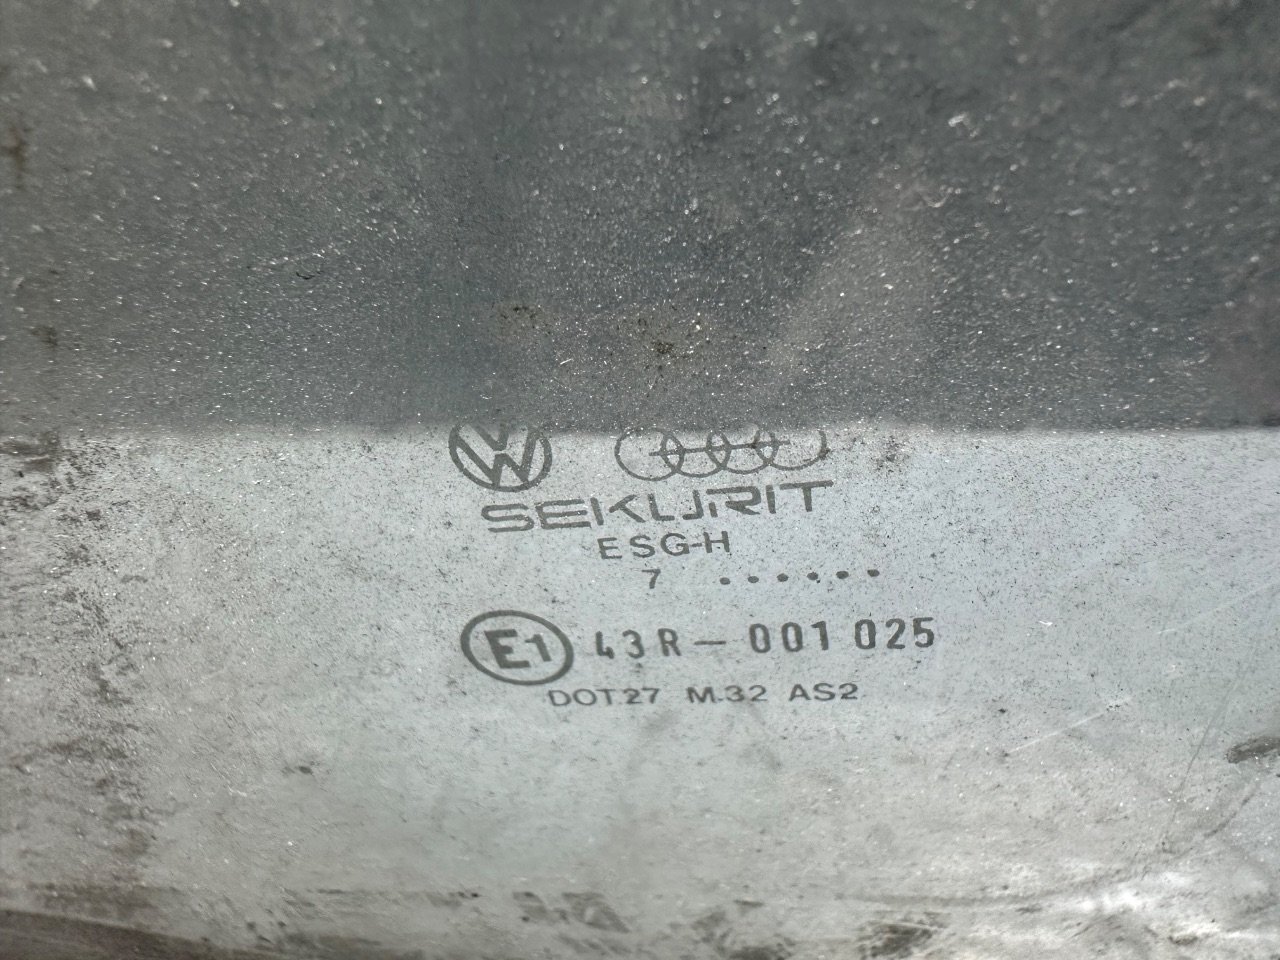 SEKURIT
ESG-H
7 ......
E1 43R-001025
DOT27 M32 AS2